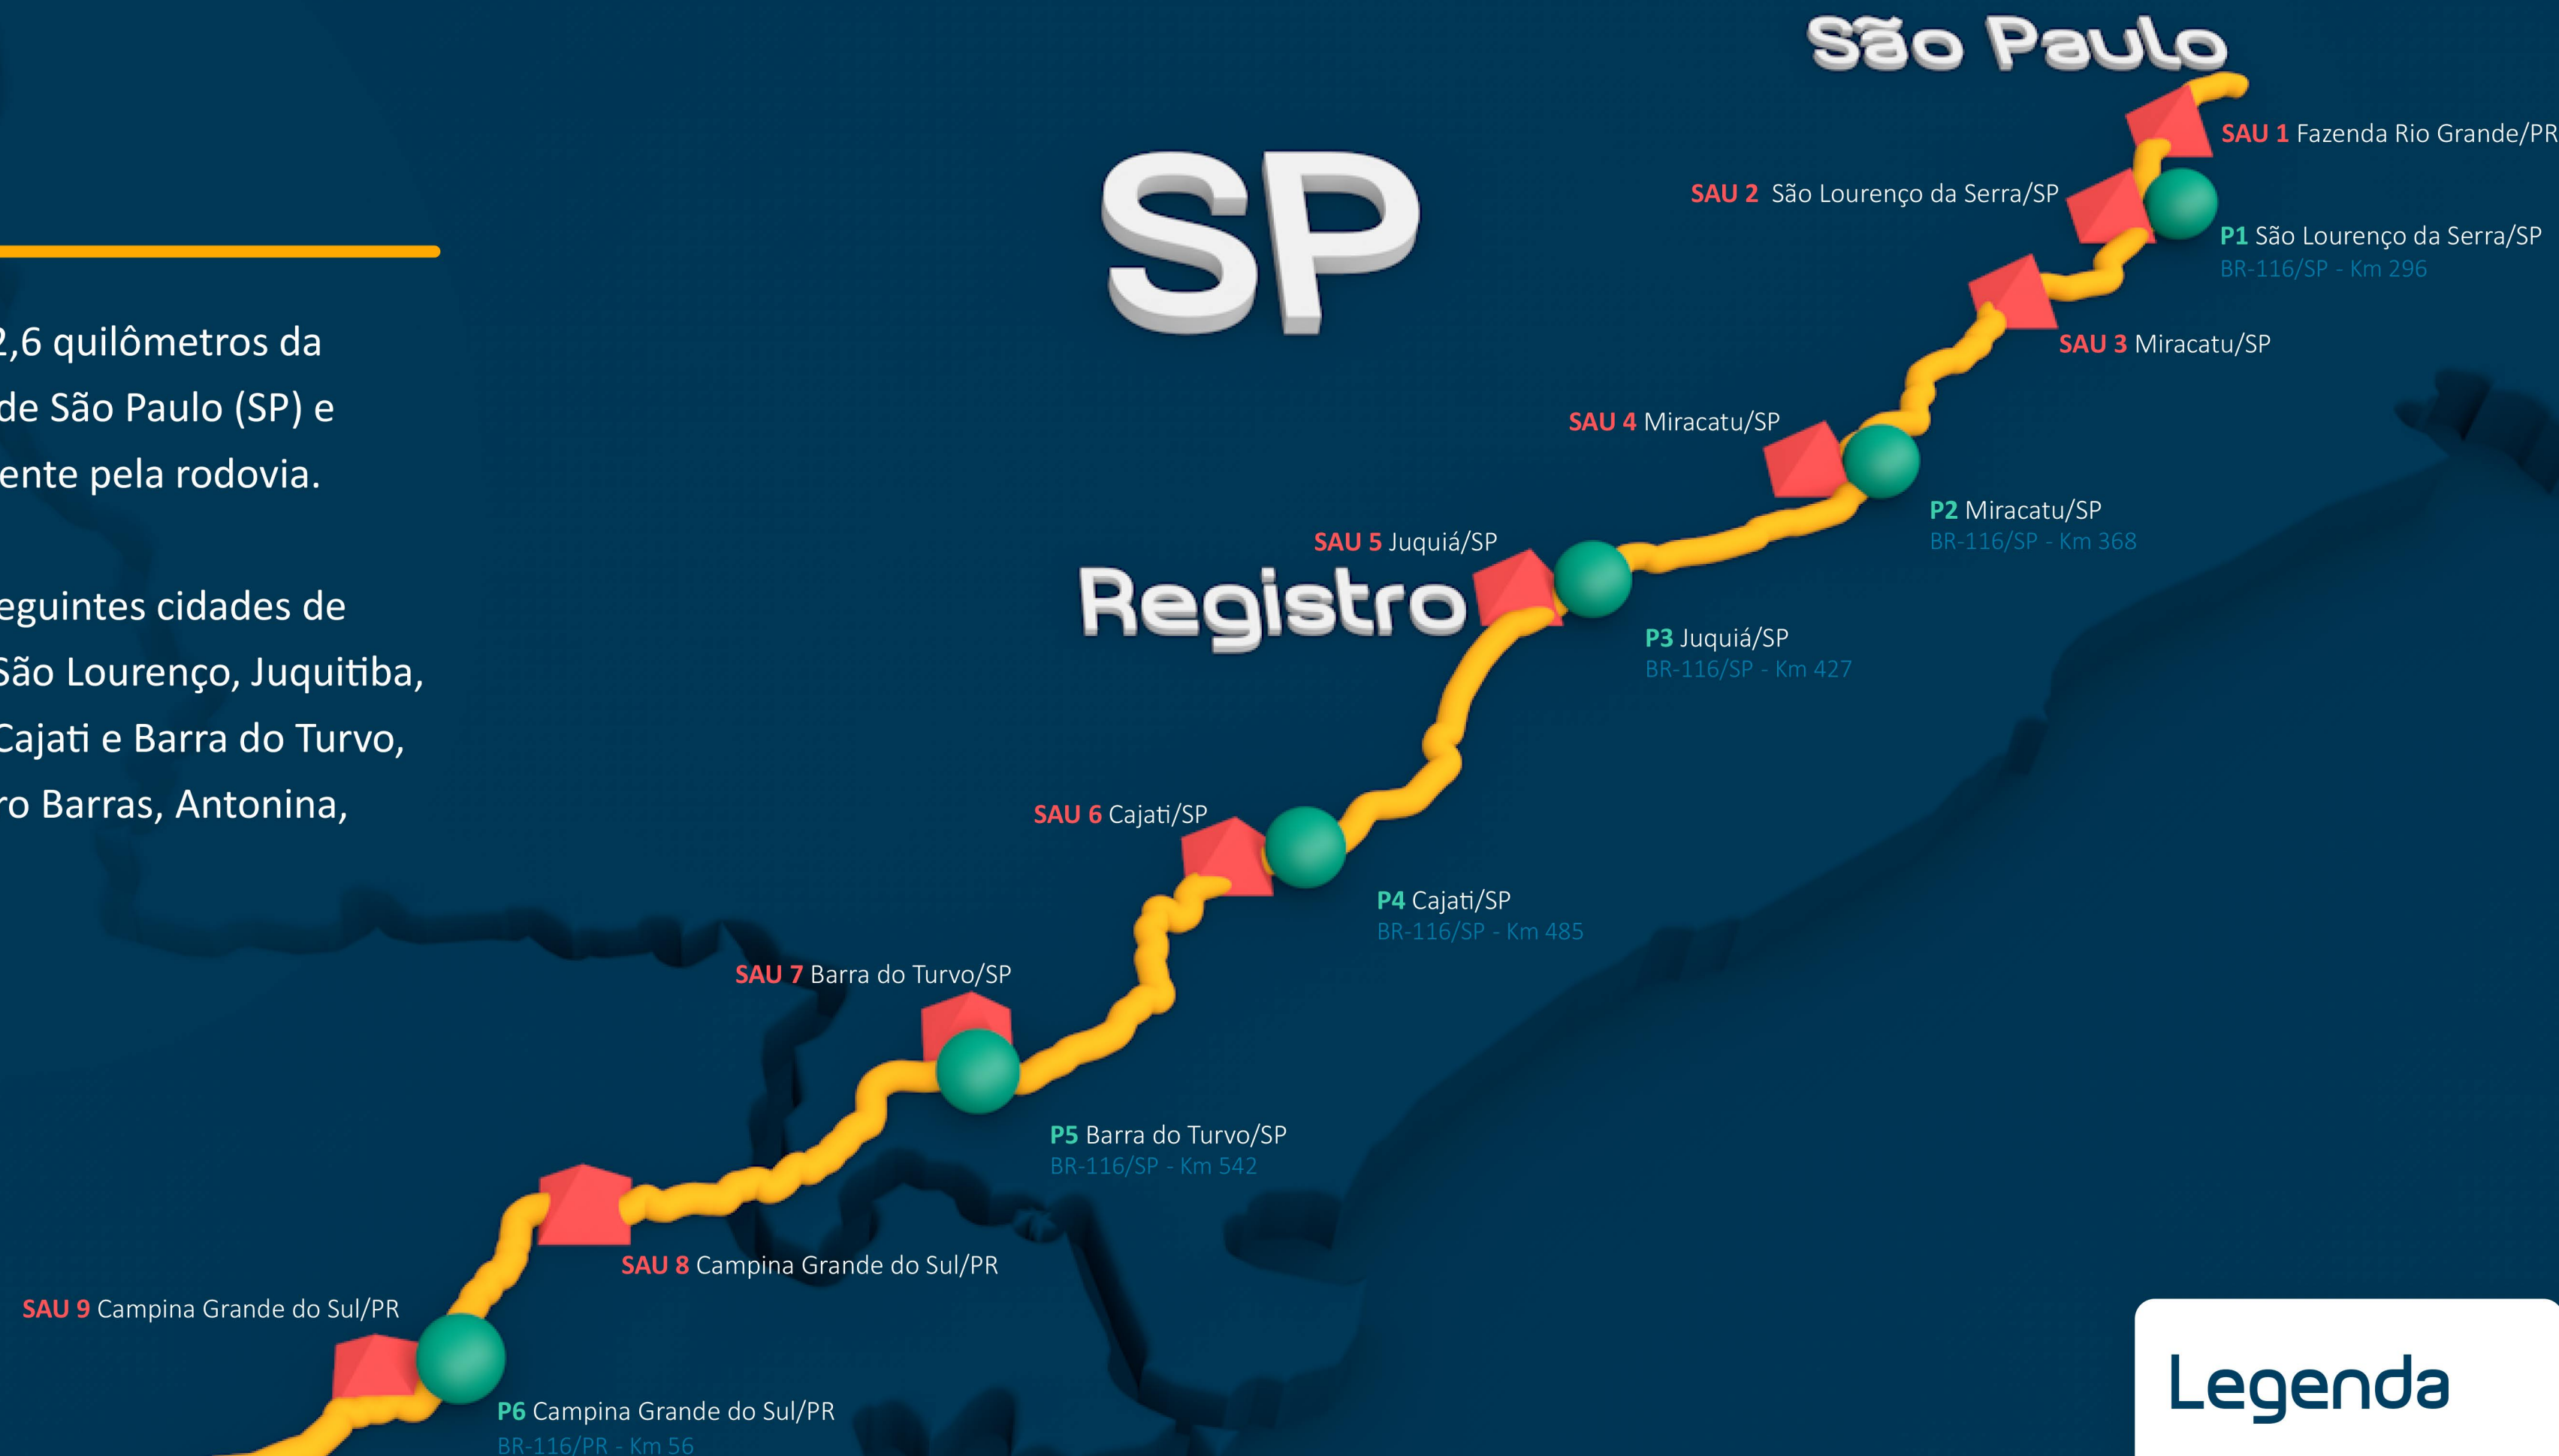 São Paulo
SAU 1 Fazenda Rio Grande/PR
SP
SAU 2 São Lourenço da Serra/SP
P1 São Lourenço da Serra/SP
BR-116/SP - Km 296
2,6 quilômetros da
de São Paulo (SP) e
ente pela rodovia.
SAU 3 Miracatu/SP
SAU 4 Miracatu/SP
P2 Miracatu/SP
BR-116/SP - Km 368
SAU 5 Juquiá/SP
Registro
P3 Juquiá/SP
BR-116/SP - Km 427
eguintes cidades de
São Lourenço, Juquitiba,
Cajati e Barra do Turvo,
ro Barras, Antonina,
SAU 6 Cajati/SP
P4 Cajati/SP
BR-116/SP - Km 485
SAU 7 Barra do Turvo/SP
P5 Barra do Turvo/SP
BR-116/SP - Km 542
SAU 8 Campina Grande do Sul/PR
SAU 9 Campina Grande do Sul/PR
P6 Campina Grande do Sul/PR
BR-116/PR - Km 56
Legenda